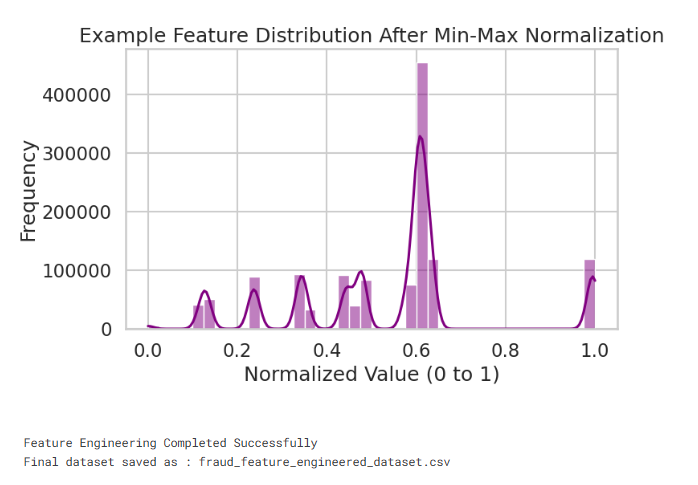 Example Feature Distribution After Min-Max Normalization
400000
300000
200000
100000
0
Frequency
0.0 0.2 0.4 0.6 0.8 1.0
Normalized Value (0 to 1)
Feature Engineering Completed Successfully
Final dataset saved as : fraud_feature_engineered_dataset.csv